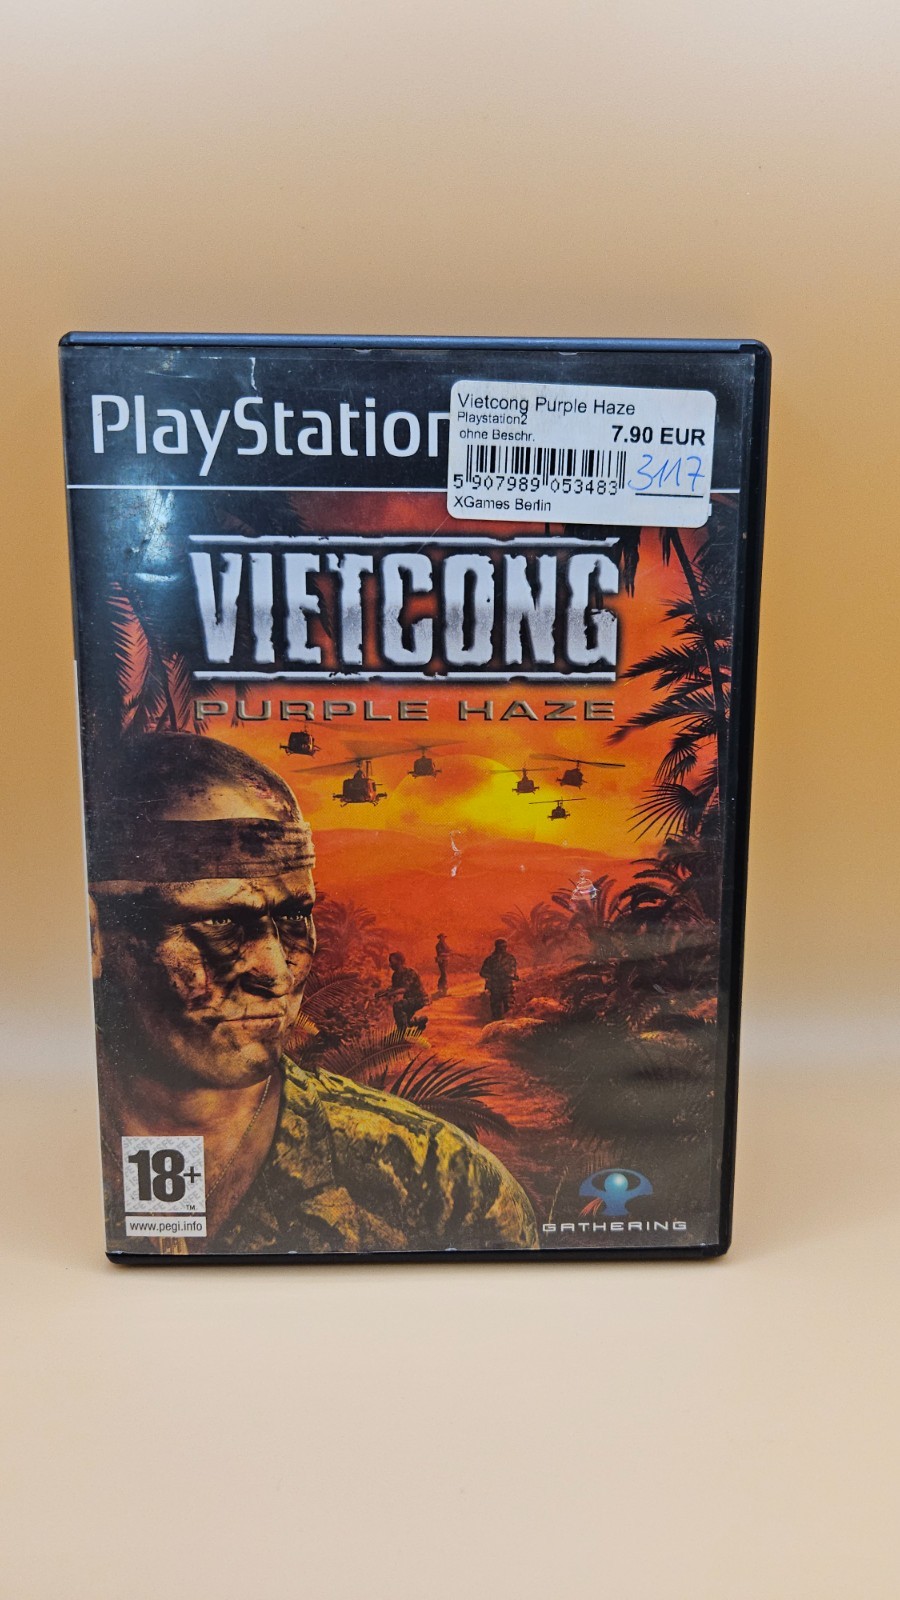 PlayStation
Vietcong Purple Haze
Playstation2
ohne Beschr.
7.90 EUR
5 907989 053483
3117
XGames Berlin
VIETCONG
PURPLE HAZE
18+
TM
www.pegi.info
GATHERING